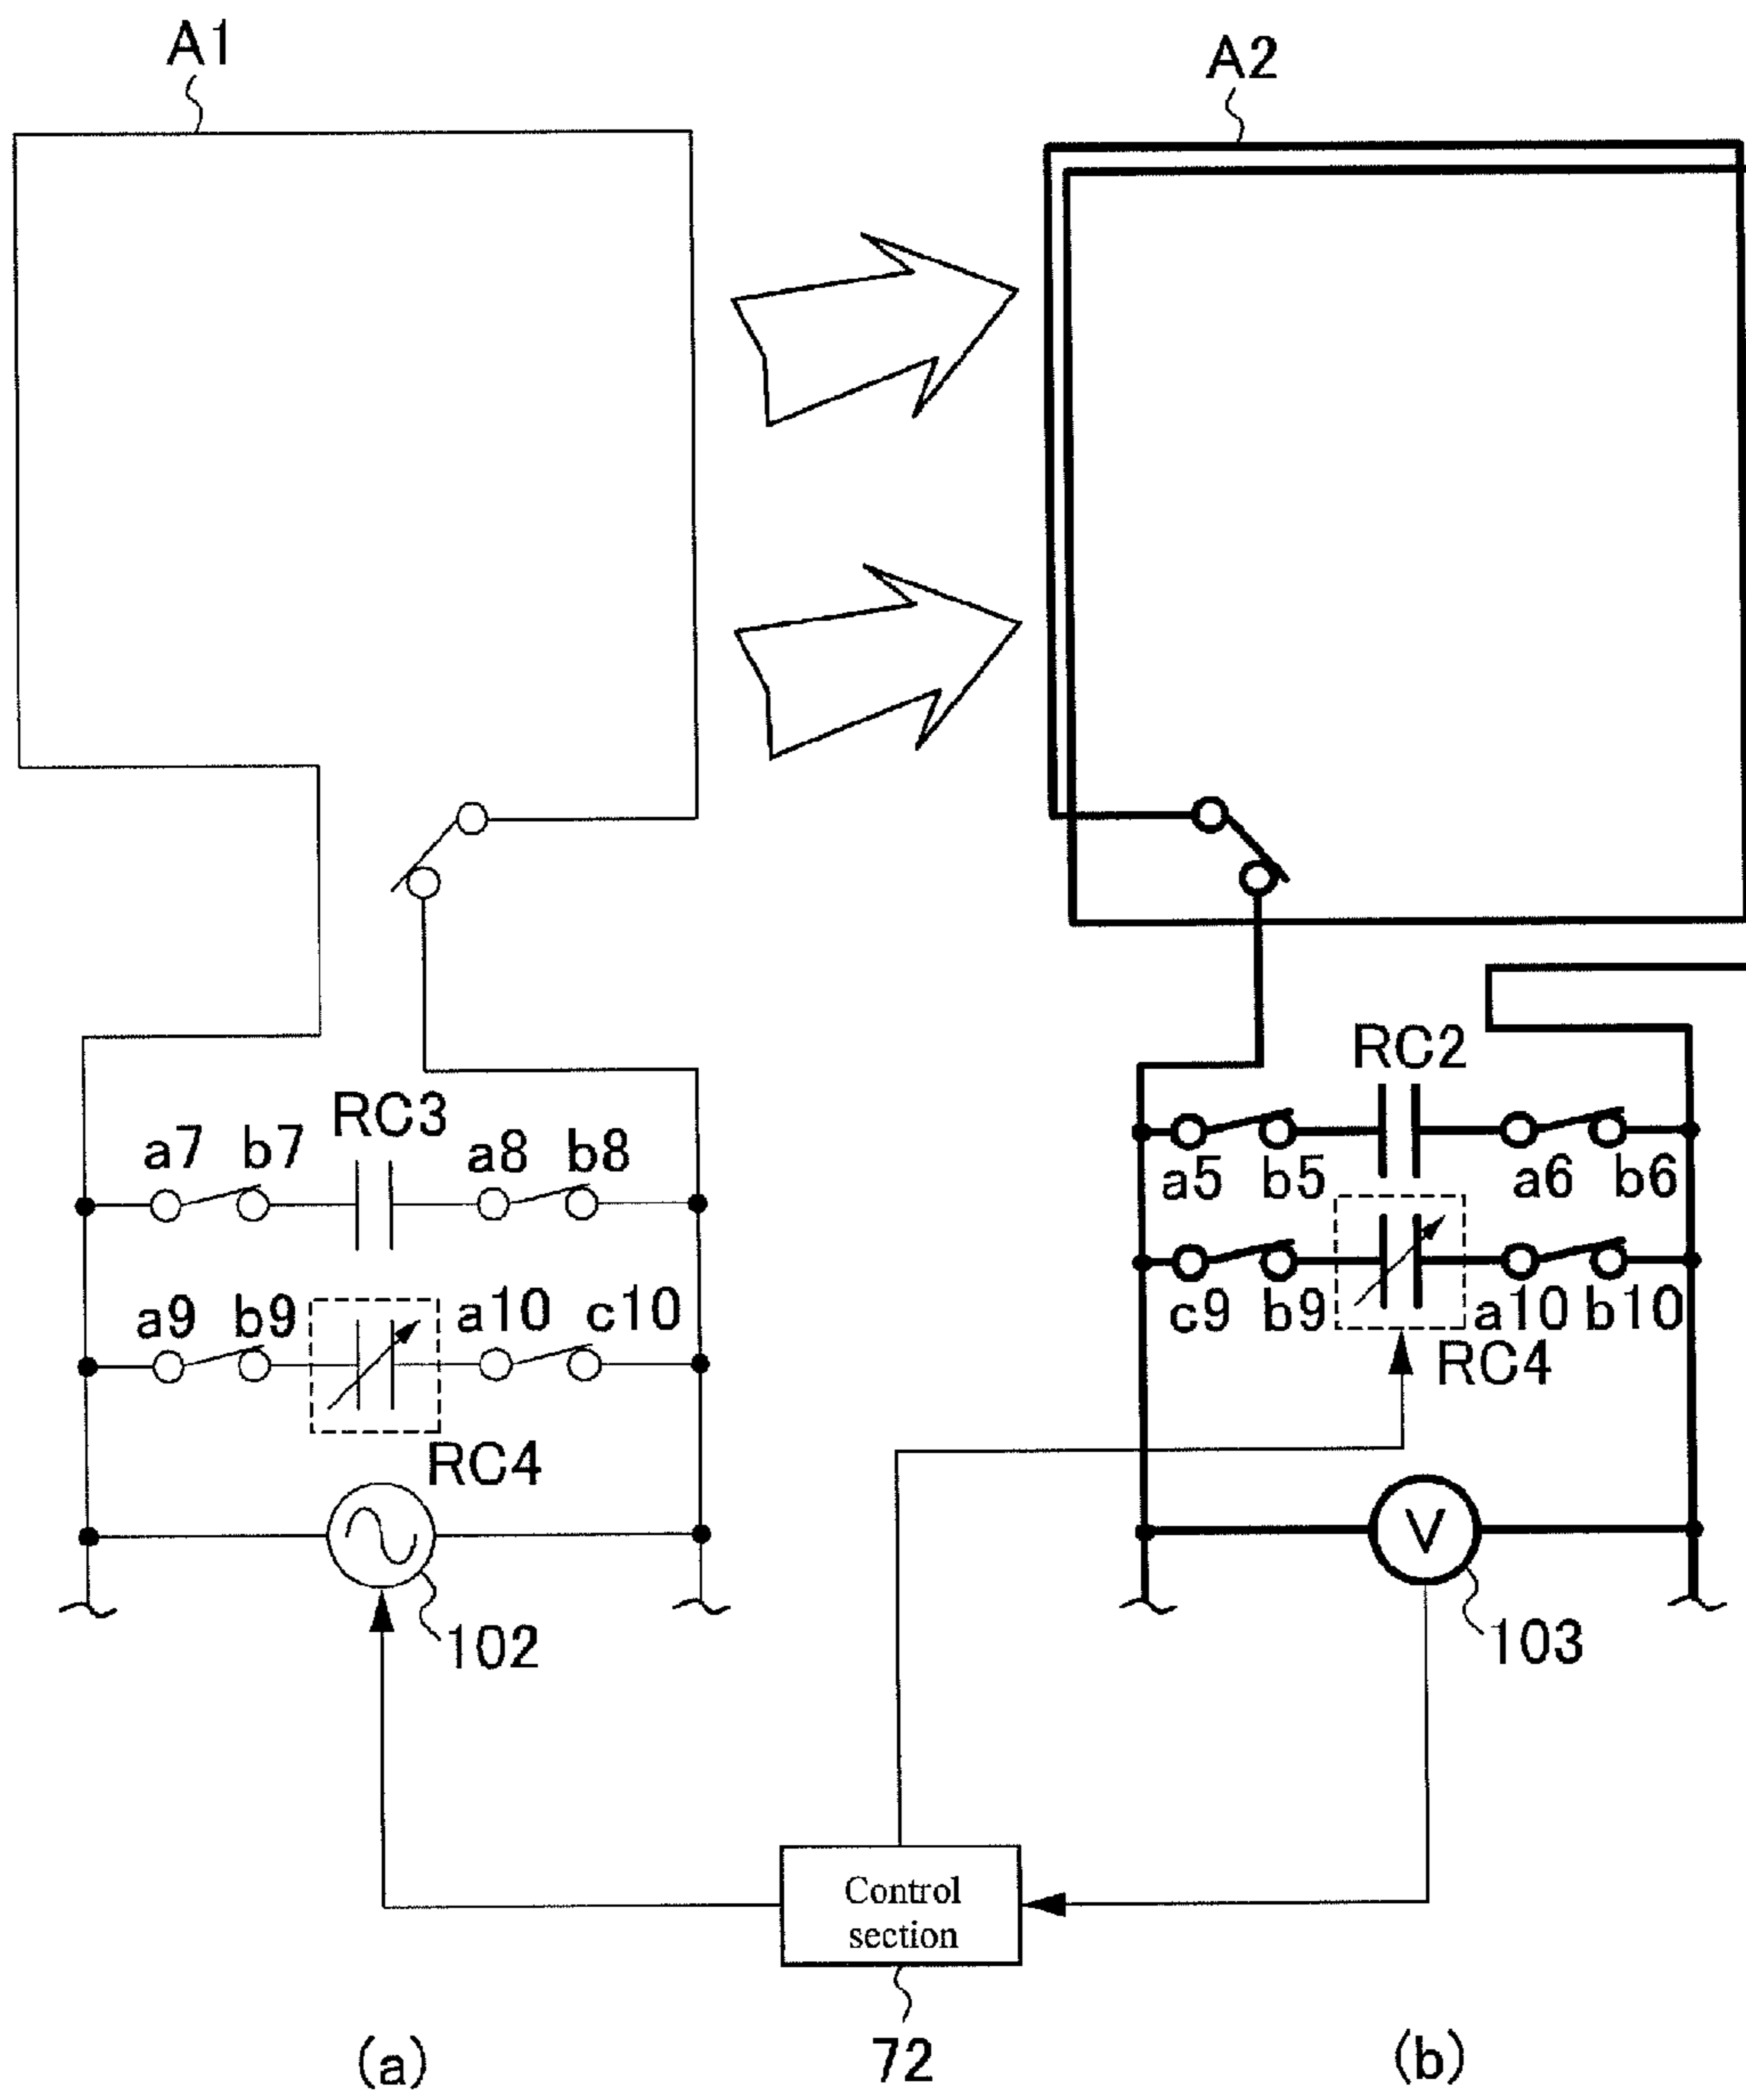 A1
A2
RC3
a7 b7 a8 b8
a9 b9 a10 c10
RC4
102
RC2
a5 b5 a6 b6
c9 b9 a10 b10
RC4
V
103
Control
section
72
(a)
(b)